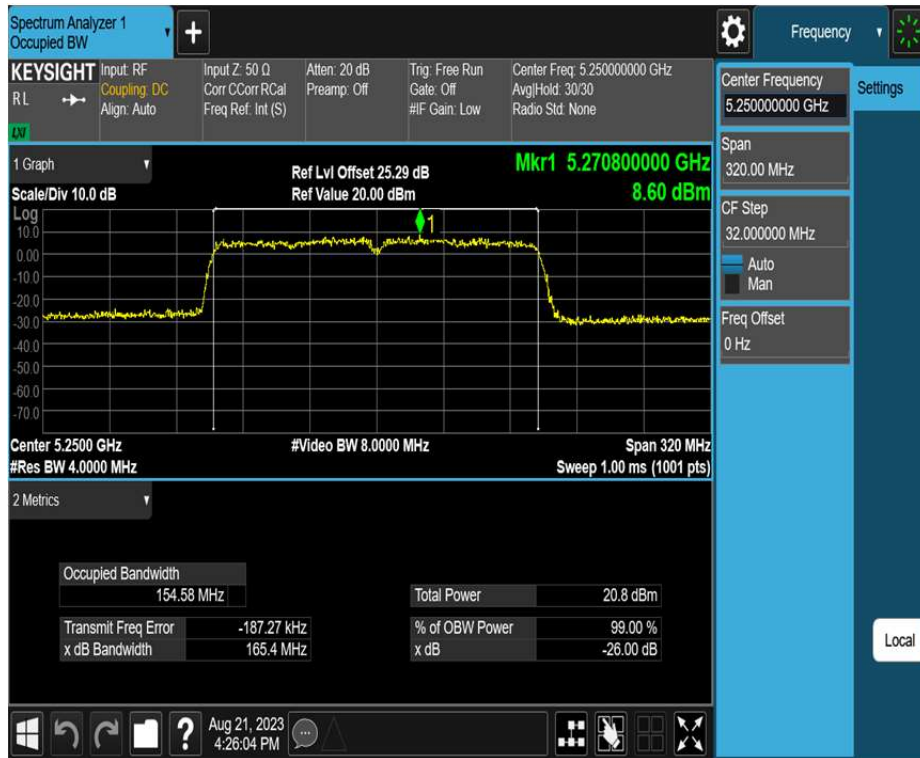 Spectrum Analyzer 1
Occupied BW
+
Frequency
KEYSIGHT
R L
LXI
Input: RF
Coupling: DC
Align: Auto
Input Z: 50 Ω
Corr CCorr RCal
Freq Ref: Int (S)
Atten: 20 dB
Preamp: Off
Trig: Free Run
Gate: Off
#IF Gain: Low
Center Freq: 5.250000000 GHz
Avg|Hold: 30/30
Radio Std: None
Center Frequency
5.250000000 GHz
Settings
Span
320.00 MHz
CF Step
32.000000 MHz
Auto
Man
Freq Offset
0 Hz
Local
1 Graph
Scale/Div 10.0 dB
Ref Lvl Offset 25.29 dB
Ref Value 20.00 dBm
Mkr1 5.270800000 GHz
8.60 dBm
Log
10.0
0.00
-10.0
-20.0
-30.0
-40.0
-50.0
-60.0
-70.0
1
Center 5.2500 GHz
#Video BW 8.0000 MHz
Span 320 MHz
#Res BW 4.0000 MHz
Sweep 1.00 ms (1001 pts)
2 Metrics
Occupied Bandwidth
154.58 MHz
Total Power 20.8 dBm
Transmit Freq Error -187.27 kHz
% of OBW Power 99.00 %
x dB Bandwidth 165.4 MHz
x dB -26.00 dB
?
Aug 21, 2023
4:26:04 PM